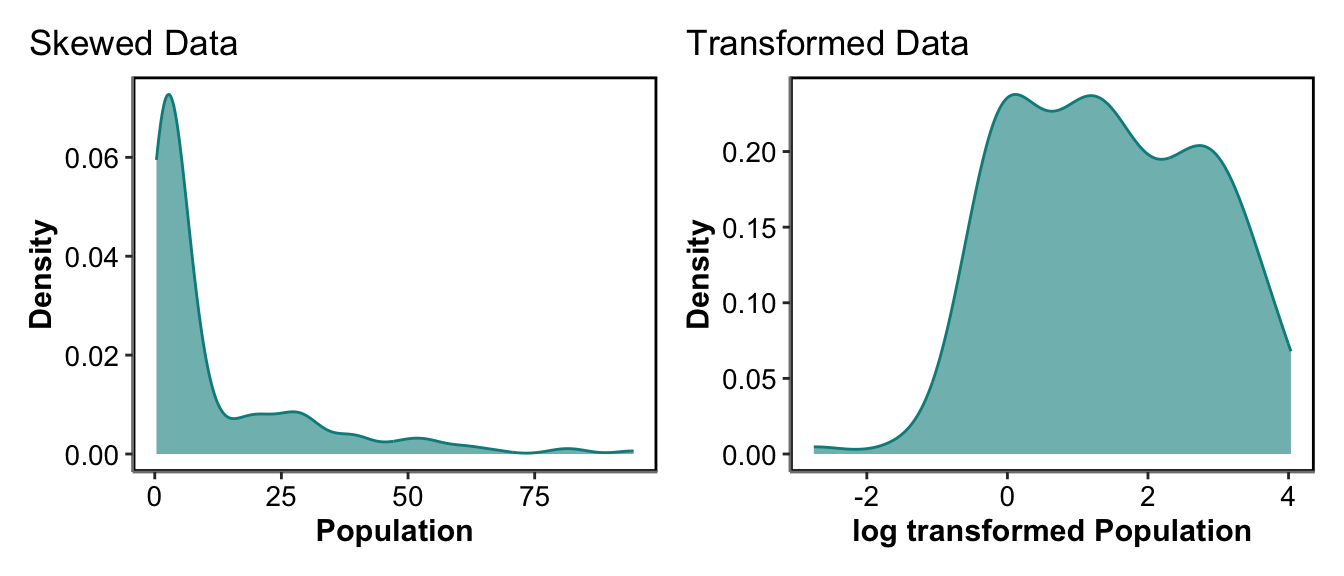 Skewed Data
Density
0.06
0.04
0.02
0.00
0 25 50 75
Population
Transformed Data
Density
0.20
0.15
0.10
0.05
0.00
-2 0 2 4
log transformed Population